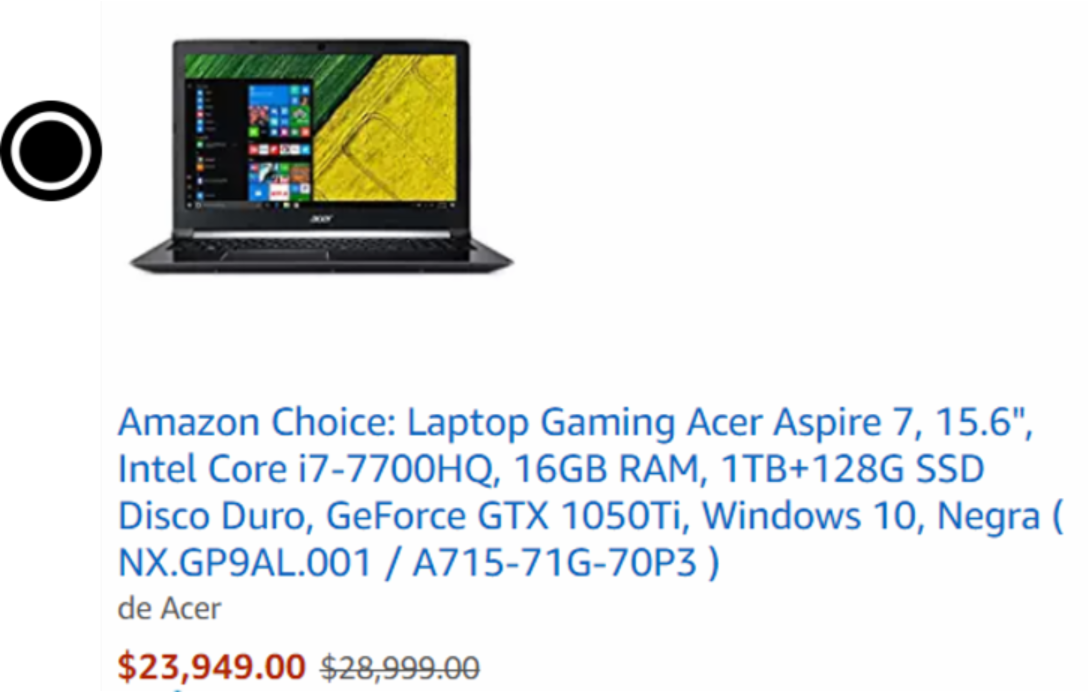 acer
Amazon Choice: Laptop Gaming Acer Aspire 7, 15.6",
Intel Core i7-7700HQ, 16GB RAM, 1TB+128G SSD
Disco Duro, GeForce GTX 1050Ti, Windows 10, Negra (
NX.GP9AL.001 / A715-71G-70P3 )
de Acer
$23,949.00 $28,999.00